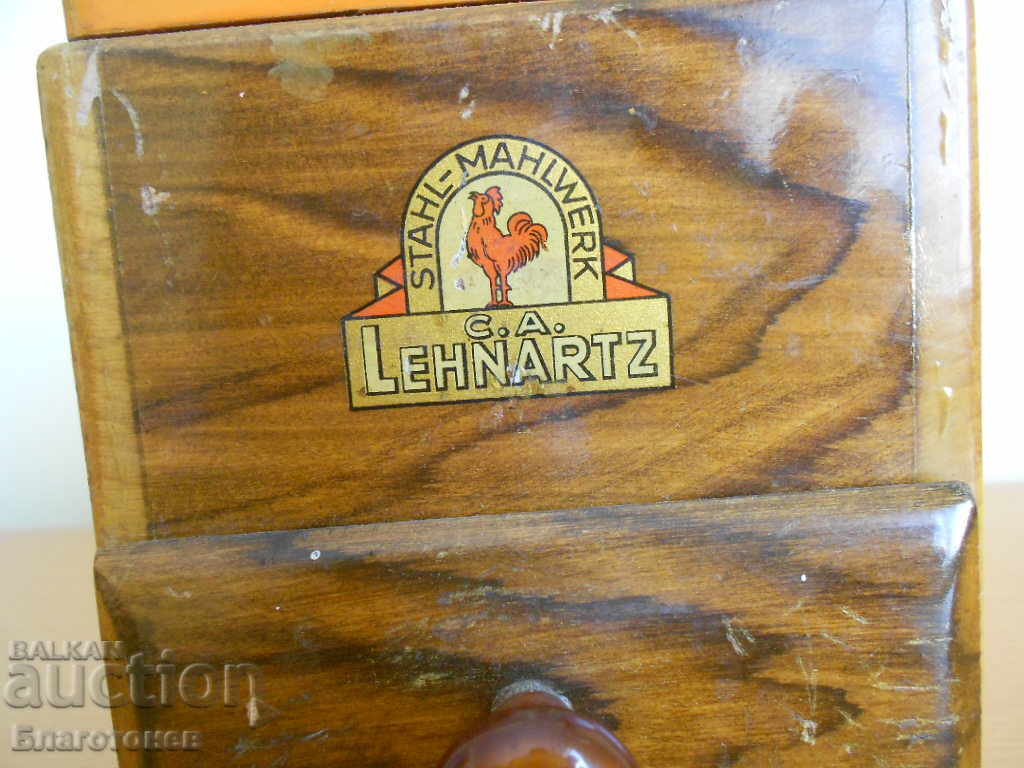 STAHL-MAHLWERK
C.A.
LEHNARTZ
BALKAN
auction
Благотонев